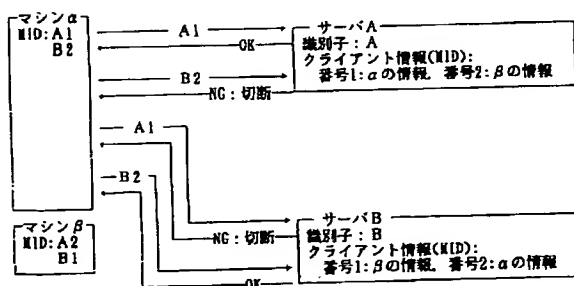 マシンα
MID:A1
B2
A1
OK
B2
NG:切断
サーバA
識別子:A
クライアント情報(MID):
番号1:αの情報, 番号2:βの情報
A1
B2
マシンβ
MID:A2
B1
NG:切断
OK
サーバB
識別子:B
クライアント情報(MID):
番号1:βの情報, 番号2:αの情報